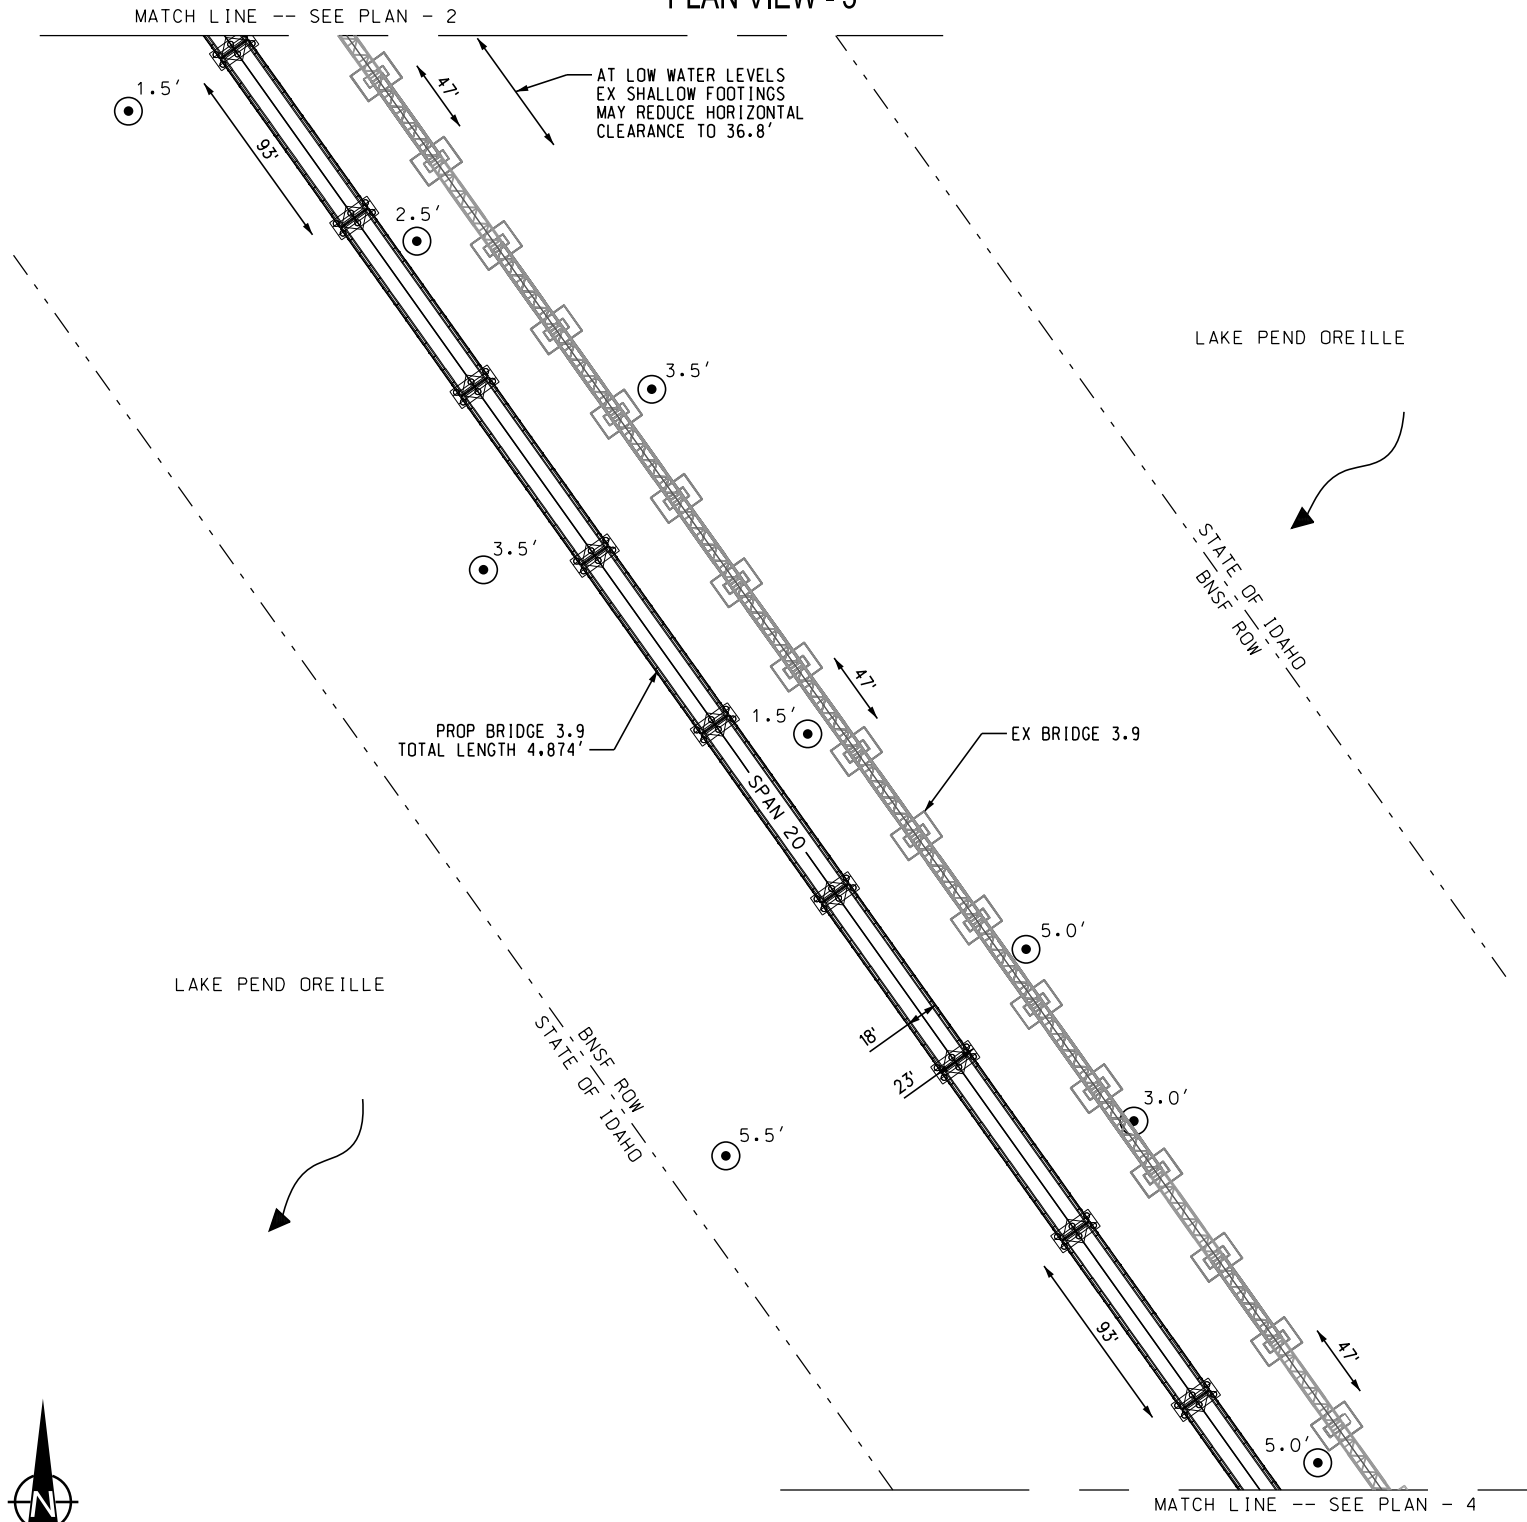 PLAN VIEW - 3
MATCH LINE -- SEE PLAN - 2
1.5'
93'
47'
AT LOW WATER LEVELS
EX SHALLOW FOOTINGS
MAY REDUCE HORIZONTAL
CLEARANCE TO 36.8'
2.5'
LAKE PEND OREILLE
3.5'
3.5'
STATE OF IDAHO
BNSF ROW
47'
1.5'
PROP BRIDGE 3.9
TOTAL LENGTH 4,874'
EX BRIDGE 3.9
SPAN 20
5.0'
LAKE PEND OREILLE
18'
23'
BNSF ROW
STATE OF IDAHO
3.0'
5.5'
93'
47'
5.0'
N
MATCH LINE -- SEE PLAN - 4